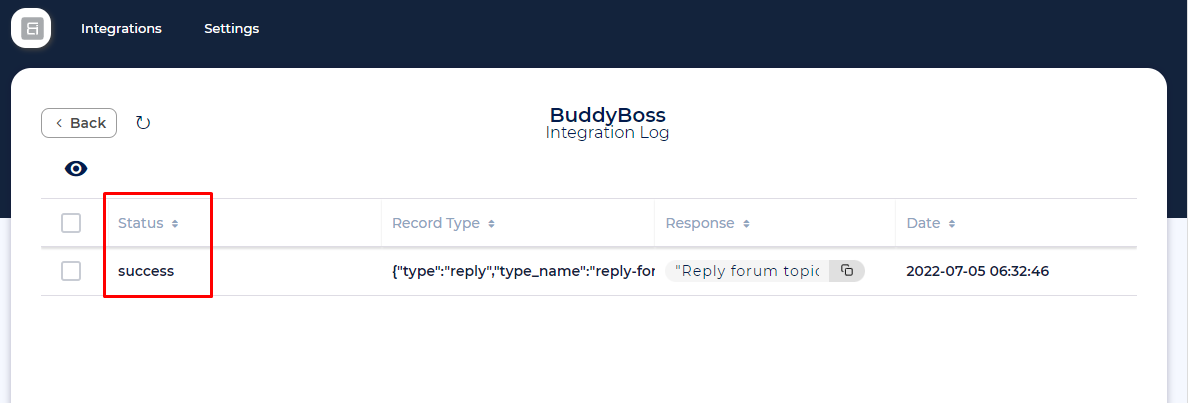 Integrations Settings
Back
BuddyBoss
Integration Log
Status Record Type Response Date
success {"type":"reply","type_name":"reply-for "Reply forum topic 2022-07-05 06:32:46